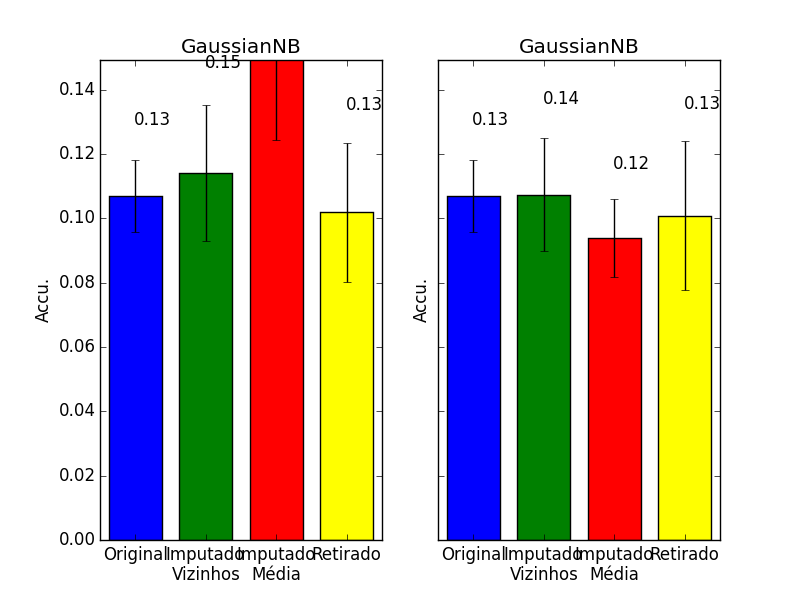 GaussianNB
0.14
0.12
0.10
0.08
0.06
0.04
0.02
0.00
Accu.
0.13
0.15
0.13
Original
Imputado
Vizinhos
Imputado
Média
Retirado
GaussianNB
Accu.
0.13
0.14
0.12
0.13
Original
Imputado
Vizinhos
Imputado
Média
Retirado